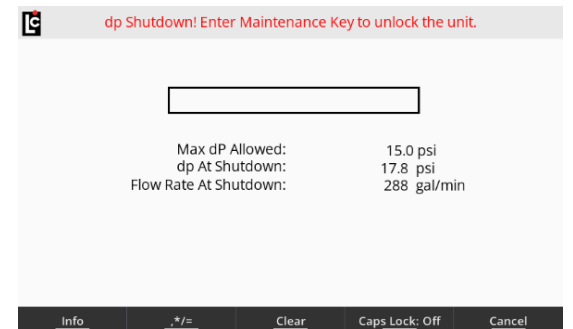 LC dp Shutdown! Enter Maintenance Key to unlock the unit.
Max dP Allowed: 15.0 psi
dp At Shutdown: 17.8 psi
Flow Rate At Shutdown: 288 gal/min
Info ,*/= Clear Caps Lock: Off Cancel